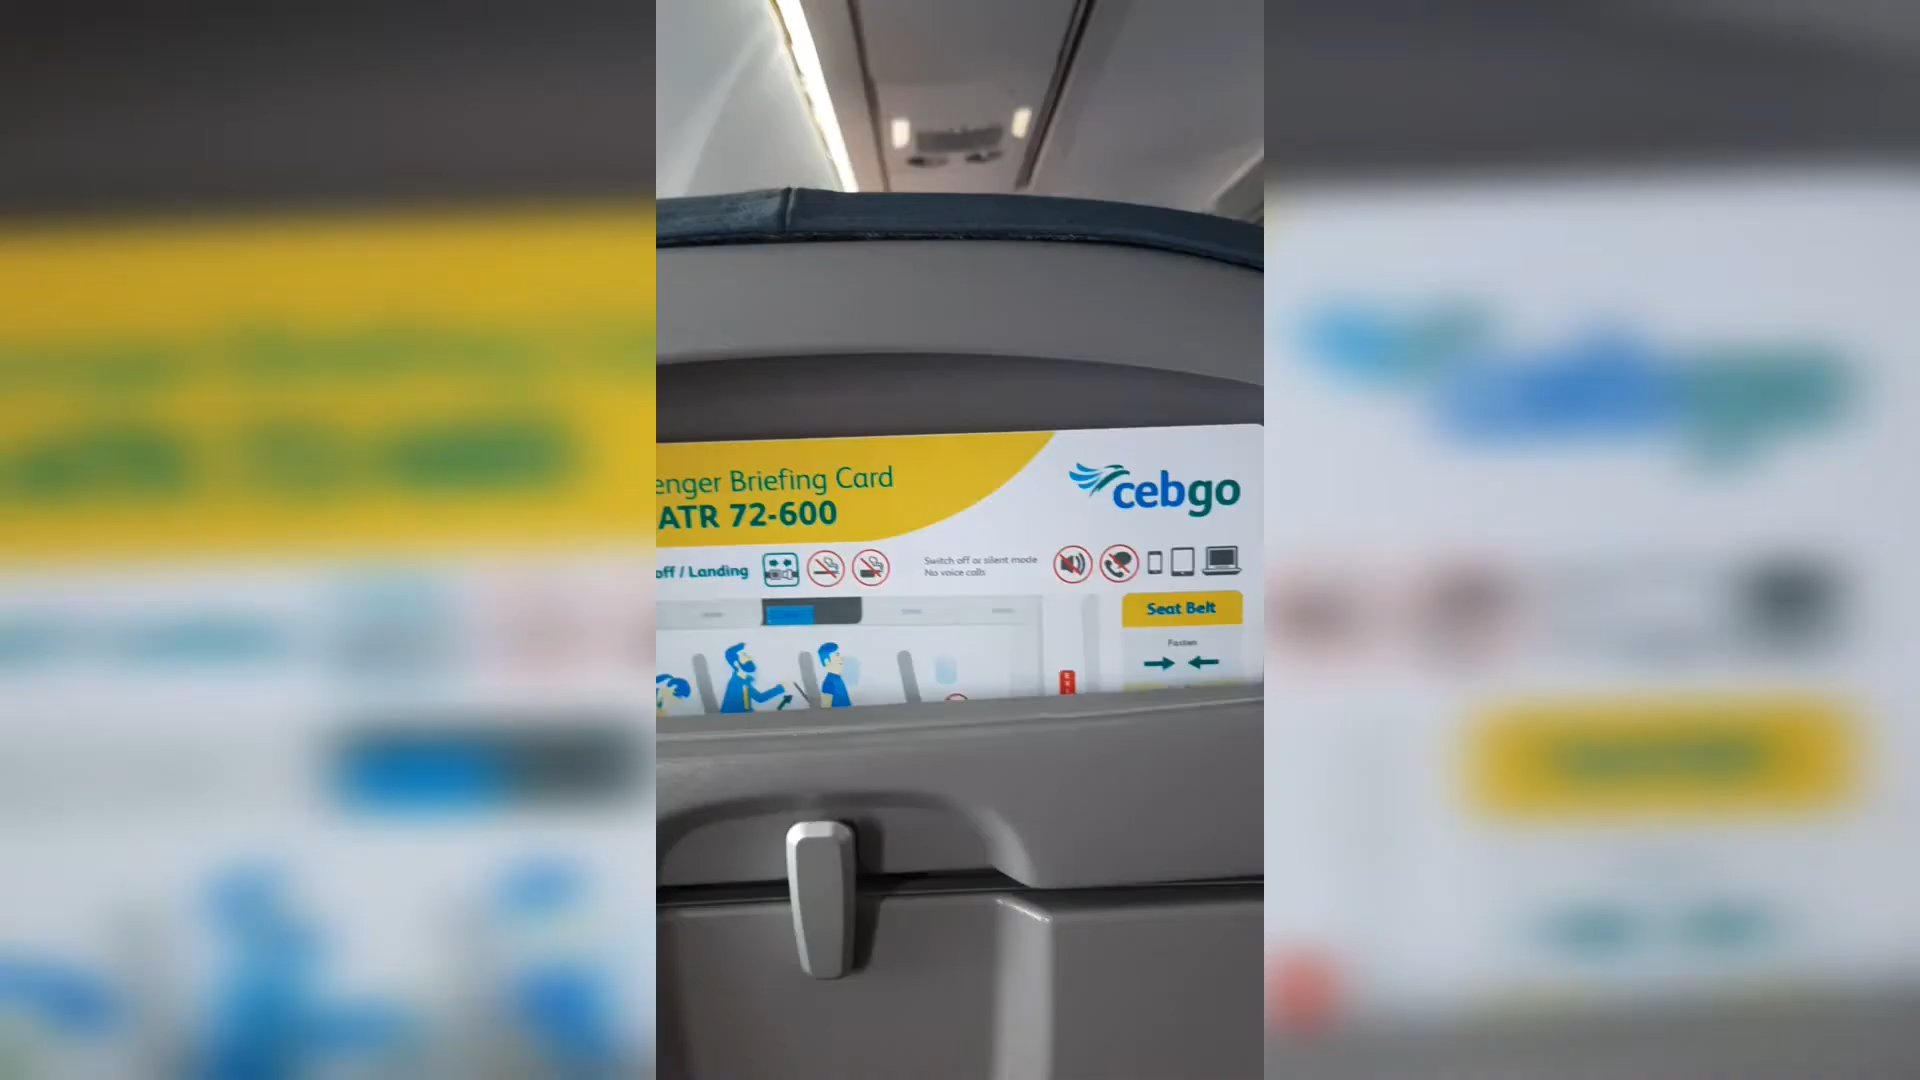 enger Briefing Card
ATR 72-600
cebgo
off / Landing
Switch off or silent mode
No voice calls
Seat Belt
Fasten
EXI